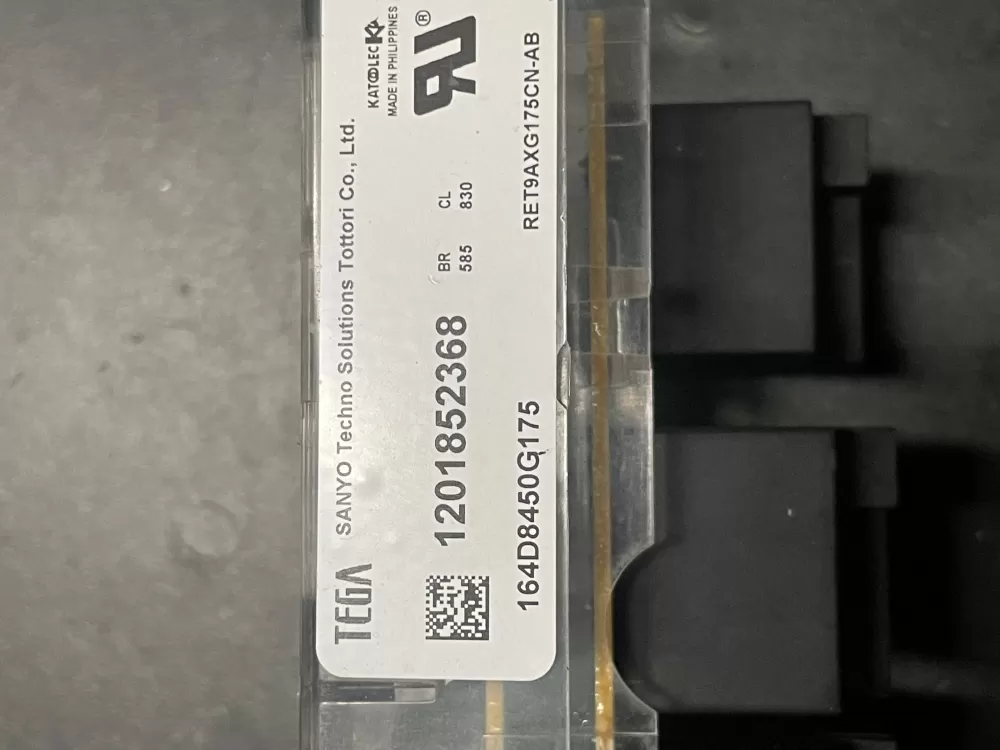 TEGA SANYO Techno Solutions Tottori Co., Ltd.
KATOLEC
MADE IN PHILIPPINES
1201852368
BR CL
585 830
RU ®
164D8450G175 RET9AXG175CN-AB